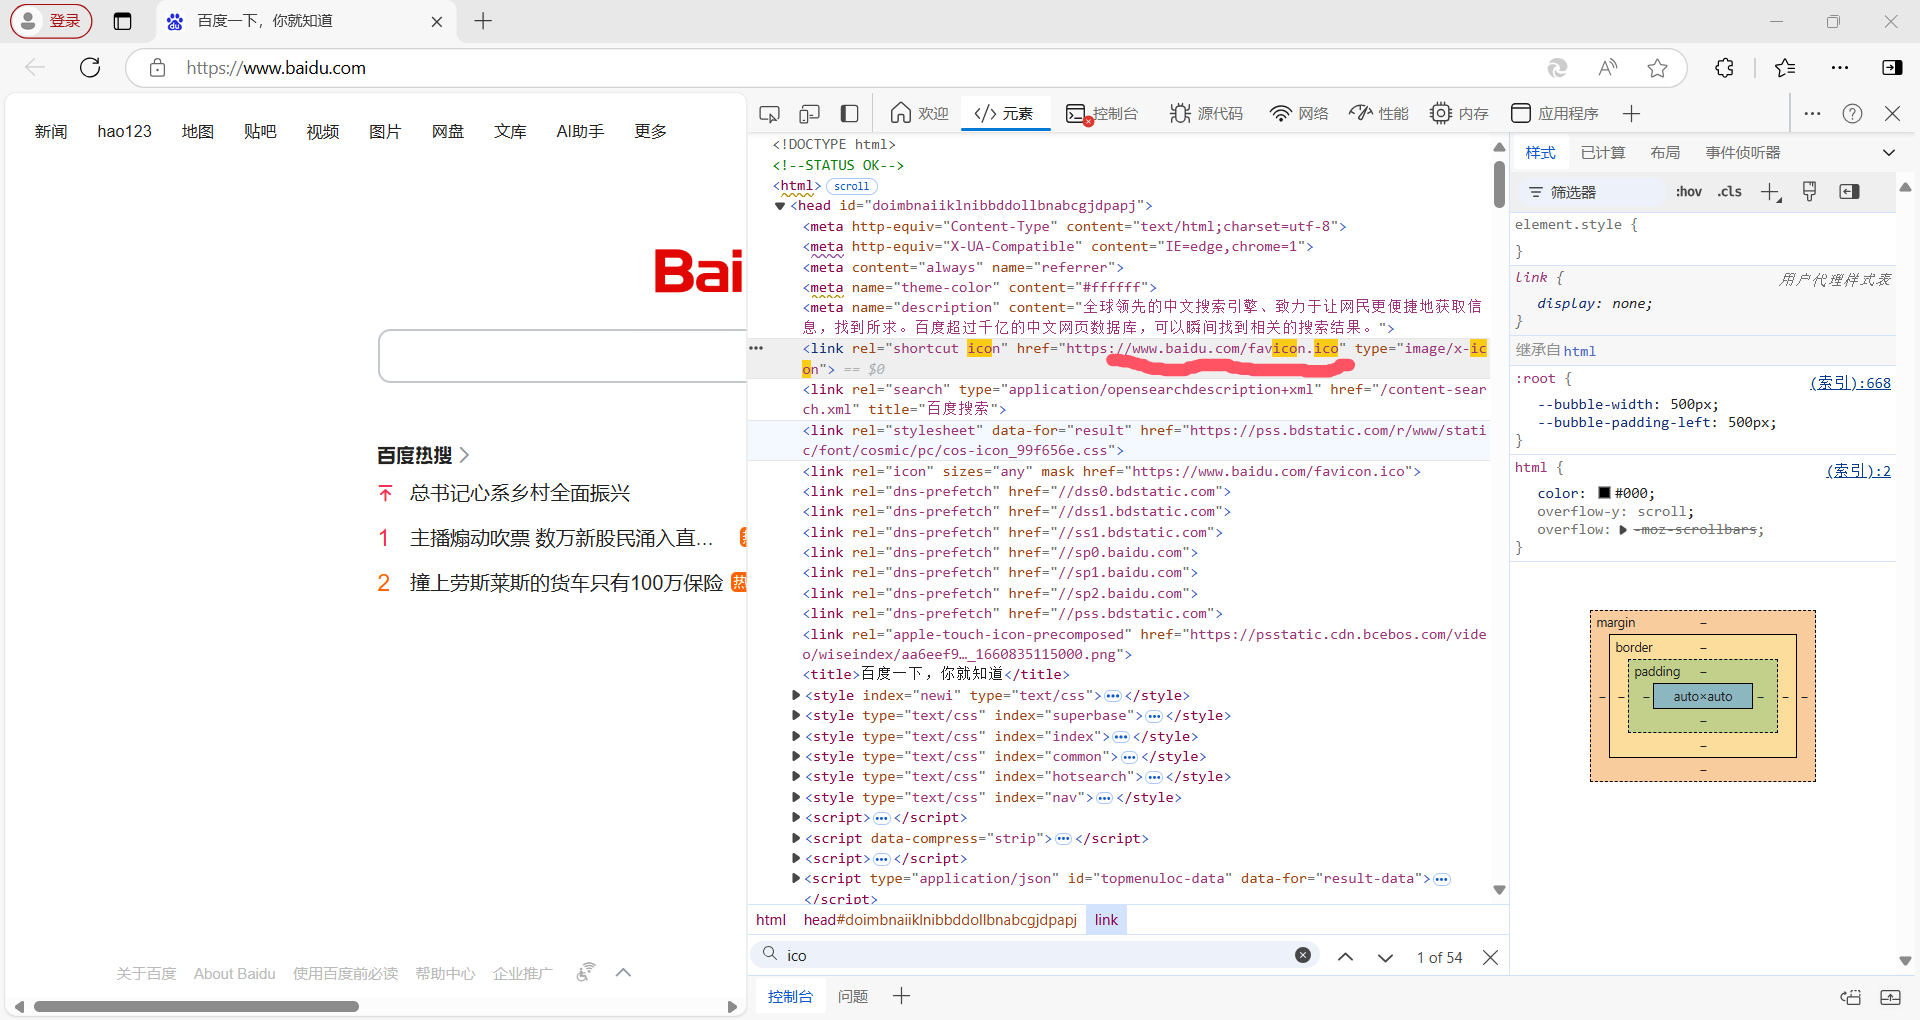 登录
百度一下，你就知道
https://www.baidu.com
新闻 hao123 地图 贴吧 视频 图片 网盘 文库 AI助手 更多
Bai
百度热搜
总书记心系乡村全面振兴
1 主播煽动吹票 数万新股民涌入直...
2 撞上劳斯莱斯的货车只有100万保险 热
关于百度 About Baidu 使用百度前必读 帮助中心 企业推广
欢迎 元素 控制台 源代码 网络 性能 内存 应用程序
<!DOCTYPE html>
<!--STATUS OK-->
<html> scroll
<head id="doimbnaiiklnibbddollbnabcgjdpapj">
<meta http-equiv="Content-Type" content="text/html;charset=utf-8">
<meta http-equiv="X-UA-Compatible" content="IE=edge,chrome=1">
<meta content="always" name="referrer">
<meta name="theme-color" content="#ffffff">
<meta name="description" content="全球领先的中文搜索引擎、致力于让网民更便捷地获取信
息，找到所求。百度超过千亿的中文网页数据库，可以瞬间找到相关的搜索结果。">
<link rel="shortcut icon" href="https://www.baidu.com/favicon.ico" type="image/x-ic
on"> == $0
<link rel="search" type="application/opensearchdescription+xml" href="/content-sear
ch.xml" title="百度搜索">
<link rel="stylesheet" data-for="result" href="https://pss.bdstatic.com/r/www/stati
c/font/cosmic/pc/cos-icon_99f656e.css">
<link rel="icon" sizes="any" mask href="https://www.baidu.com/favicon.ico">
<link rel="dns-prefetch" href="//dss0.bdstatic.com">
<link rel="dns-prefetch" href="//dss1.bdstatic.com">
<link rel="dns-prefetch" href="//ss1.bdstatic.com">
<link rel="dns-prefetch" href="//sp0.baidu.com">
<link rel="dns-prefetch" href="//sp1.baidu.com">
<link rel="dns-prefetch" href="//sp2.baidu.com">
<link rel="dns-prefetch" href="//pss.bdstatic.com">
<link rel="apple-touch-icon-precomposed" href="https://psstatic.cdn.bcebos.com/vide
o/wiseindex/aa6eef9…_1660835115000.png">
<title>百度一下，你就知道</title>
<style index="newi" type="text/css">…</style>
<style type="text/css" index="superbase">…</style>
<style type="text/css" index="index">…</style>
<style type="text/css" index="common">…</style>
<style type="text/css" index="hotsearch">…</style>
<style type="text/css" index="nav">…</style>
<script>…</script>
<script data-compress="strip">…</script>
<script>…</script>
<script type="application/json" id="topmenuloc-data" data-for="result-data">…
</script>
html head#doimbnaiiklnibbddollbnabcgjdpapj link
ico 1 of 54
控制台 问题
样式 已计算 布局 事件侦听器
筛选器 :hov .cls
element.style {
}
link { 用户代理样式表
display: none;
}
继承自 html
:root { (索引):668
--bubble-width: 500px;
--bubble-padding-left: 500px;
}
html { (索引):2
color: #000;
overflow-y: scroll;
overflow: -moz-scrollbars;
}
margin –
border –
padding –
– – – auto×auto – – –
–
–
–